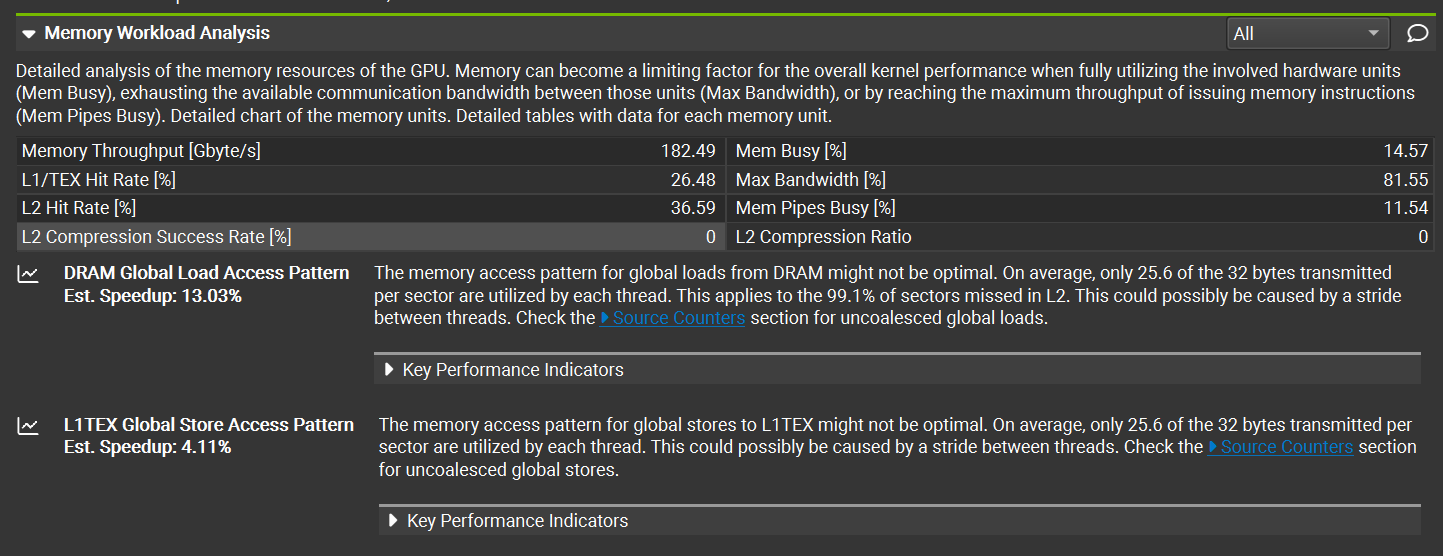 Memory Workload Analysis
All
Detailed analysis of the memory resources of the GPU. Memory can become a limiting factor for the overall kernel performance when fully utilizing the involved hardware units
(Mem Busy), exhausting the available communication bandwidth between those units (Max Bandwidth), or by reaching the maximum throughput of issuing memory instructions
(Mem Pipes Busy). Detailed chart of the memory units. Detailed tables with data for each memory unit.
Memory Throughput [Gbyte/s] 182.49 Mem Busy [%] 14.57
L1/TEX Hit Rate [%] 26.48 Max Bandwidth [%] 81.55
L2 Hit Rate [%] 36.59 Mem Pipes Busy [%] 11.54
L2 Compression Success Rate [%] 0 L2 Compression Ratio 0
DRAM Global Load Access Pattern
Est. Speedup: 13.03%
The memory access pattern for global loads from DRAM might not be optimal. On average, only 25.6 of the 32 bytes transmitted
per sector are utilized by each thread. This applies to the 99.1% of sectors missed in L2. This could possibly be caused by a stride
between threads. Check the Source Counters section for uncoalesced global loads.
Key Performance Indicators
L1TEX Global Store Access Pattern
Est. Speedup: 4.11%
The memory access pattern for global stores to L1TEX might not be optimal. On average, only 25.6 of the 32 bytes transmitted per
sector are utilized by each thread. This could possibly be caused by a stride between threads. Check the Source Counters section
for uncoalesced global stores.
Key Performance Indicators